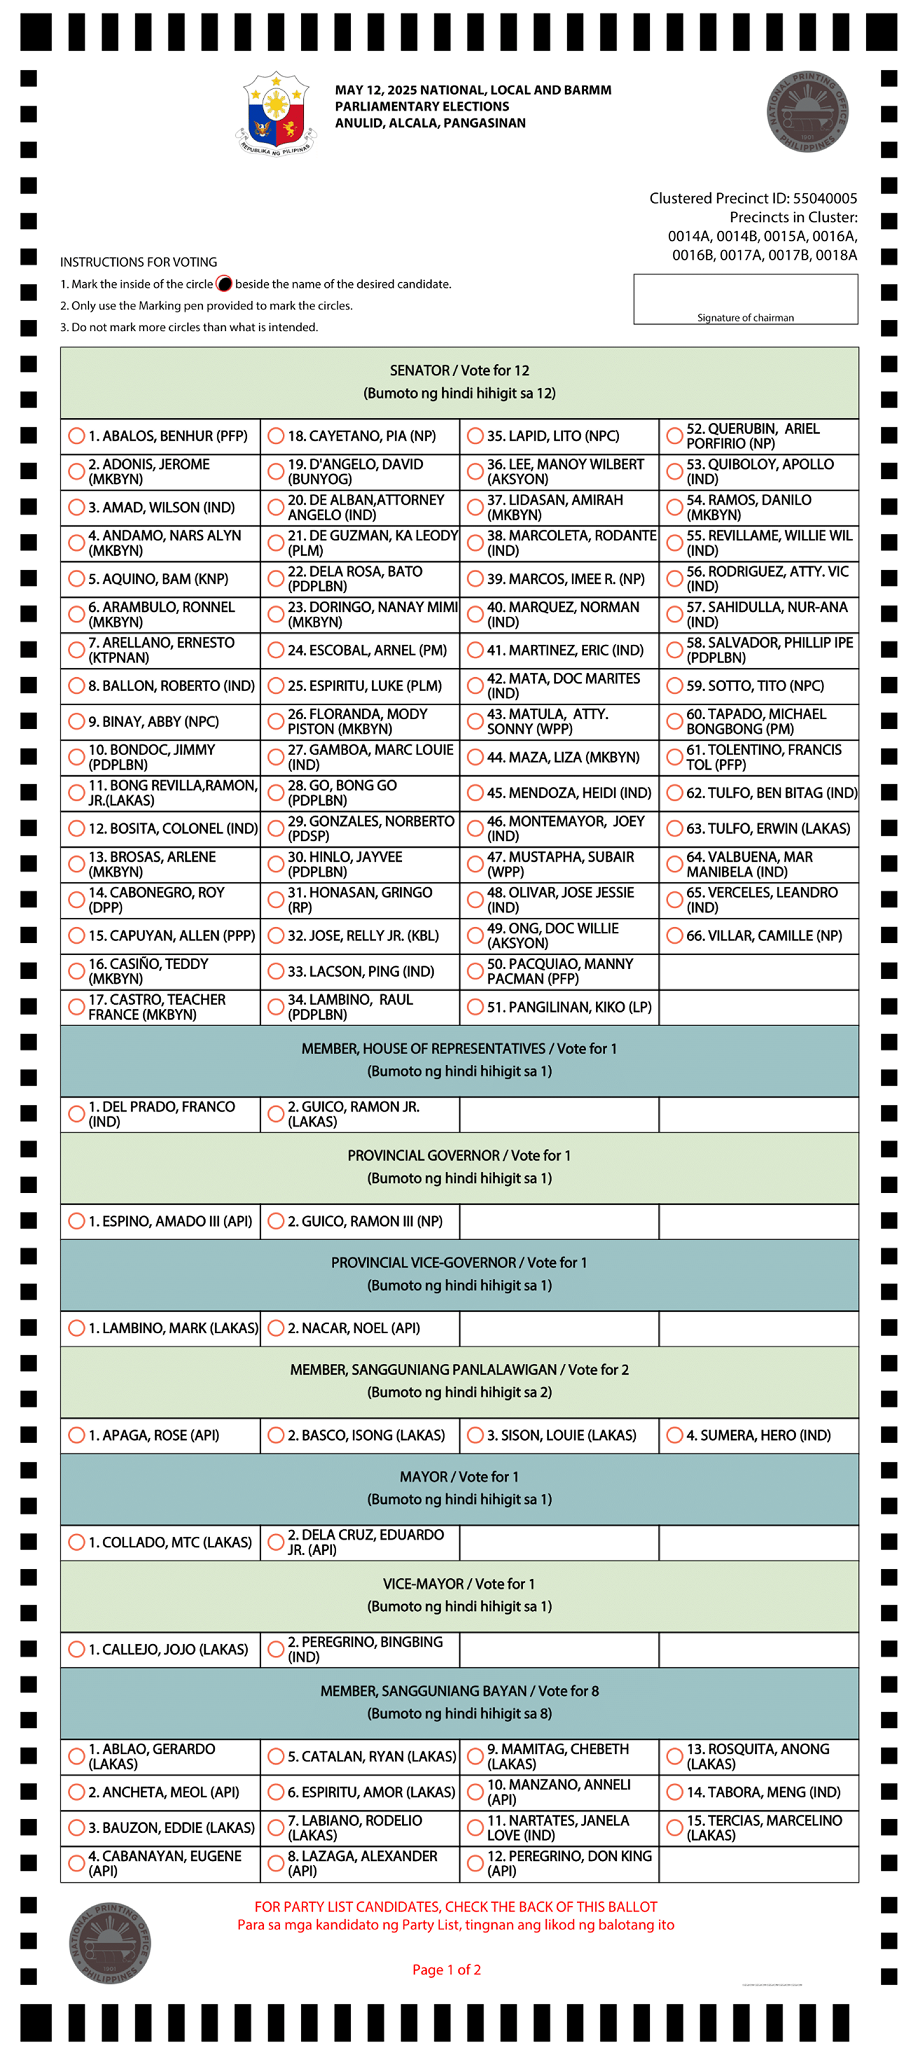 MAY 12, 2025 NATIONAL, LOCAL AND BARMM
PARLIAMENTARY ELECTIONS
ANULID, ALCALA, PANGASINAN
REPUBLIKA NG PILIPINAS
NATIONAL PRINTING OFFICE
1901
PHILIPPINES
Clustered Precinct ID: 55040005
Precincts in Cluster:
0014A, 0014B, 0015A, 0016A,
0016B, 0017A, 0017B, 0018A
INSTRUCTIONS FOR VOTING
1. Mark the inside of the circle beside the name of the desired candidate.
2. Only use the Marking pen provided to mark the circles.
3. Do not mark more circles than what is intended.
Signature of chairman
SENATOR / Vote for 12
(Bumoto ng hindi hihigit sa 12)
1. ABALOS, BENHUR (PFP)
2. ADONIS, JEROME
(MKBYN)
3. AMAD, WILSON (IND)
4. ANDAMO, NARS ALYN
(MKBYN)
5. AQUINO, BAM (KNP)
6. ARAMBULO, RONNEL
(MKBYN)
7. ARELLANO, ERNESTO
(KTPNAN)
8. BALLON, ROBERTO (IND)
9. BINAY, ABBY (NPC)
10. BONDOC, JIMMY
(PDPLBN)
11. BONG REVILLA,RAMON,
JR.(LAKAS)
12. BOSITA, COLONEL (IND)
13. BROSAS, ARLENE
(MKBYN)
14. CABONEGRO, ROY
(DPP)
15. CAPUYAN, ALLEN (PPP)
16. CASIÑO, TEDDY
(MKBYN)
17. CASTRO, TEACHER
FRANCE (MKBYN)
18. CAYETANO, PIA (NP)
19. D'ANGELO, DAVID
(BUNYOG)
20. DE ALBAN,ATTORNEY
ANGELO (IND)
21. DE GUZMAN, KA LEODY
(PLM)
22. DELA ROSA, BATO
(PDPLBN)
23. DORINGO, NANAY MIMI
(MKBYN)
24. ESCOBAL, ARNEL (PM)
25. ESPIRITU, LUKE (PLM)
26. FLORANDA, MODY
PISTON (MKBYN)
27. GAMBOA, MARC LOUIE
(IND)
28. GO, BONG GO
(PDPLBN)
29. GONZALES, NORBERTO
(PDSP)
30. HINLO, JAYVEE
(PDPLBN)
31. HONASAN, GRINGO
(RP)
32. JOSE, RELLY JR. (KBL)
33. LACSON, PING (IND)
34. LAMBINO, RAUL
(PDPLBN)
35. LAPID, LITO (NPC)
36. LEE, MANOY WILBERT
(AKSYON)
37. LIDASAN, AMIRAH
(MKBYN)
38. MARCOLETA, RODANTE
(IND)
39. MARCOS, IMEE R. (NP)
40. MARQUEZ, NORMAN
(IND)
41. MARTINEZ, ERIC (IND)
42. MATA, DOC MARITES
(IND)
43. MATULA, ATTY.
SONNY (WPP)
44. MAZA, LIZA (MKBYN)
45. MENDOZA, HEIDI (IND)
46. MONTEMAYOR, JOEY
(IND)
47. MUSTAPHA, SUBAIR
(WPP)
48. OLIVAR, JOSE JESSIE
(IND)
49. ONG, DOC WILLIE
(AKSYON)
50. PACQUIAO, MANNY
PACMAN (PFP)
51. PANGILINAN, KIKO (LP)
52. QUERUBIN, ARIEL
PORFIRIO (NP)
53. QUIBOLOY, APOLLO
(IND)
54. RAMOS, DANILO
(MKBYN)
55. REVILLAME, WILLIE WIL
(IND)
56. RODRIGUEZ, ATTY. VIC
(IND)
57. SAHIDULLA, NUR-ANA
(IND)
58. SALVADOR, PHILLIP IPE
(PDPLBN)
59. SOTTO, TITO (NPC)
60. TAPADO, MICHAEL
BONGBONG (PM)
61. TOLENTINO, FRANCIS
TOL (PFP)
62. TULFO, BEN BITAG (IND)
63. TULFO, ERWIN (LAKAS)
64. VALBUENA, MAR
MANIBELA (IND)
65. VERCELES, LEANDRO
(IND)
66. VILLAR, CAMILLE (NP)
MEMBER, HOUSE OF REPRESENTATIVES / Vote for 1
(Bumoto ng hindi hihigit sa 1)
1. DEL PRADO, FRANCO
(IND)
2. GUICO, RAMON JR.
(LAKAS)
PROVINCIAL GOVERNOR / Vote for 1
(Bumoto ng hindi hihigit sa 1)
1. ESPINO, AMADO III (API)
2. GUICO, RAMON III (NP)
PROVINCIAL VICE-GOVERNOR / Vote for 1
(Bumoto ng hindi hihigit sa 1)
1. LAMBINO, MARK (LAKAS)
2. NACAR, NOEL (API)
MEMBER, SANGGUNIANG PANLALAWIGAN / Vote for 2
(Bumoto ng hindi hihigit sa 2)
1. APAGA, ROSE (API)
2. BASCO, ISONG (LAKAS)
3. SISON, LOUIE (LAKAS)
4. SUMERA, HERO (IND)
MAYOR / Vote for 1
(Bumoto ng hindi hihigit sa 1)
1. COLLADO, MTC (LAKAS)
2. DELA CRUZ, EDUARDO
JR. (API)
VICE-MAYOR / Vote for 1
(Bumoto ng hindi hihigit sa 1)
1. CALLEJO, JOJO (LAKAS)
2. PEREGRINO, BINGBING
(IND)
MEMBER, SANGGUNIANG BAYAN / Vote for 8
(Bumoto ng hindi hihigit sa 8)
1. ABLAO, GERARDO
(LAKAS)
2. ANCHETA, MEOL (API)
3. BAUZON, EDDIE (LAKAS)
4. CABANAYAN, EUGENE
(API)
5. CATALAN, RYAN (LAKAS)
6. ESPIRITU, AMOR (LAKAS)
7. LABIANO, RODELIO
(LAKAS)
8. LAZAGA, ALEXANDER
(API)
9. MAMITAG, CHEBETH
(LAKAS)
10. MANZANO, ANNELI
(API)
11. NARTATES, JANELA
LOVE (IND)
12. PEREGRINO, DON KING
(API)
13. ROSQUITA, ANONG
(LAKAS)
14. TABORA, MENG (IND)
15. TERCIAS, MARCELINO
(LAKAS)
FOR PARTY LIST CANDIDATES, CHECK THE BACK OF THIS BALLOT
Para sa mga kandidato ng Party List, tingnan ang likod ng balotang ito
NATIONAL PRINTING OFFICE
1901
PHILIPPINES
Page 1 of 2